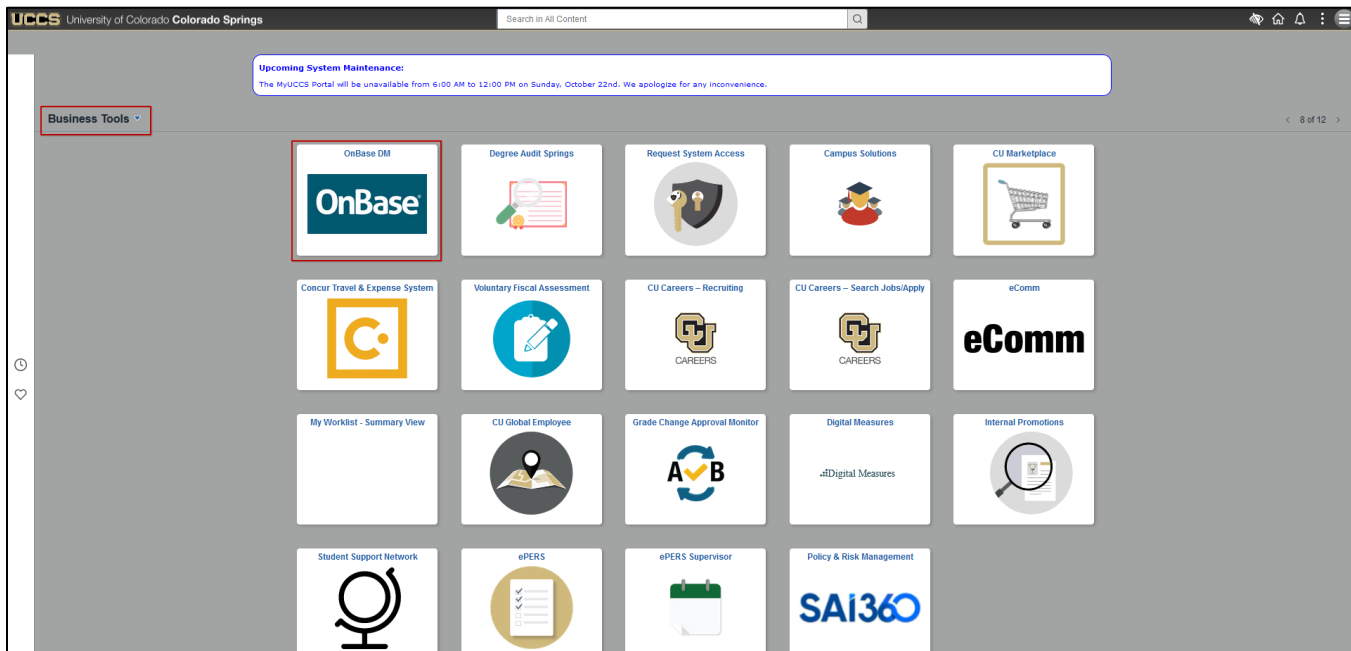 UCCS University of Colorado Colorado Springs
Search in All Content
Upcoming System Maintenance:
The MyUCCS Portal will be unavailable from 6:00 AM to 12:00 PM on Sunday, October 22nd. We apologize for any inconvenience.
Business Tools
8 of 12
OnBase DM
OnBase
Degree Audit Springs
Request System Access
Campus Solutions
CU Marketplace
Concur Travel & Expense System
C
Voluntary Fiscal Assessment
CU Careers – Recruiting
CU
CAREERS
CU Careers – Search Jobs/Apply
CU
CAREERS
eComm
eComm
My Worklist - Summary View
CU Global Employee
Grade Change Approval Monitor
A B
Digital Measures
Digital Measures
Internal Promotions
Student Support Network
ePERS
ePERS Supervisor
Policy & Risk Management
SAI360